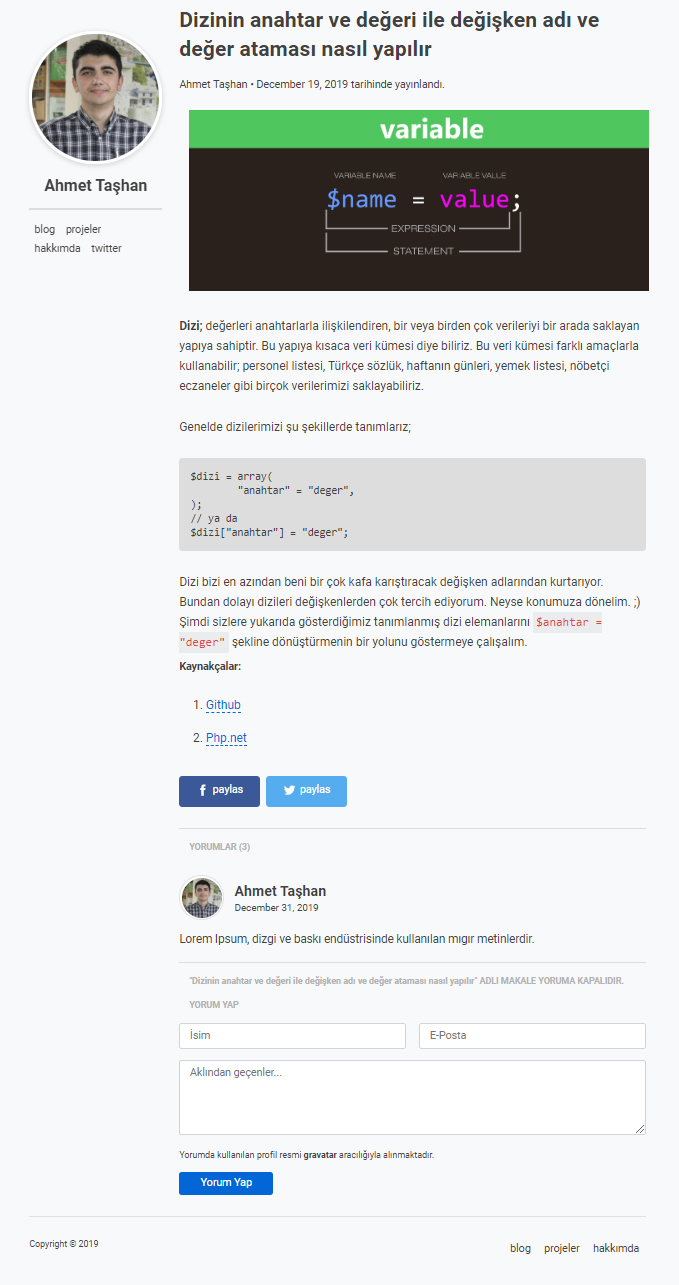 Dizinin anahtar ve değeri ile değişken adı ve
değer ataması nasıl yapılır
Ahmet Taşhan • December 19, 2019 tarihinde yayınlandı.
Ahmet Taşhan
blog projeler
hakkımda twitter
variable
VARIABLE NAME VARIABLE VALUE
$name = value;
EXPRESSION
STATEMENT
Dizi; değerleri anahtarlarla ilişkilendiren, bir veya birden çok verileriyi bir arada saklayan
yapıya sahiptir. Bu yapıya kısaca veri kümesi diye biliriz. Bu veri kümesi farklı amaçlarla
kullanabilir; personel listesi, Türkçe sözlük, haftanın günleri, yemek listesi, nöbetçi
eczaneler gibi birçok verilerimizi saklayabiliriz.
Genelde dizilerimizi şu şekillerde tanımlarız;
$dizi = array(
"anahtar" = "deger",
);
// ya da
$dizi["anahtar"] = "deger";
Dizi bizi en azından beni bir çok kafa karıştıracak değişken adlarından kurtarıyor.
Bundan dolayı dizileri değişkenlerden çok tercih ediyorum. Neyse konumuza dönelim. ;)
Şimdi sizlere yukarıda gösterdiğimiz tanımlanmış dizi elemanlarını $anahtar =
"deger" şekline dönüştürmenin bir yolunu göstermeye çalışalım.
Kaynakçalar:
1. Github
2. Php.net
paylas paylas
YORUMLAR (3)
Ahmet Taşhan
December 31, 2019
Lorem Ipsum, dizgi ve baskı endüstrisinde kullanılan mıgır metinlerdir.
"Dizinin anahtar ve değeri ile değişken adı ve değer ataması nasıl yapılır" ADLI MAKALE YORUMA KAPALIDIR.
YORUM YAP
İsim E-Posta
Aklından geçenler...
Yorumda kullanılan profil resmi gravatar aracılığıyla alınmaktadır.
Yorum Yap
Copyright © 2019
blog projeler hakkımda